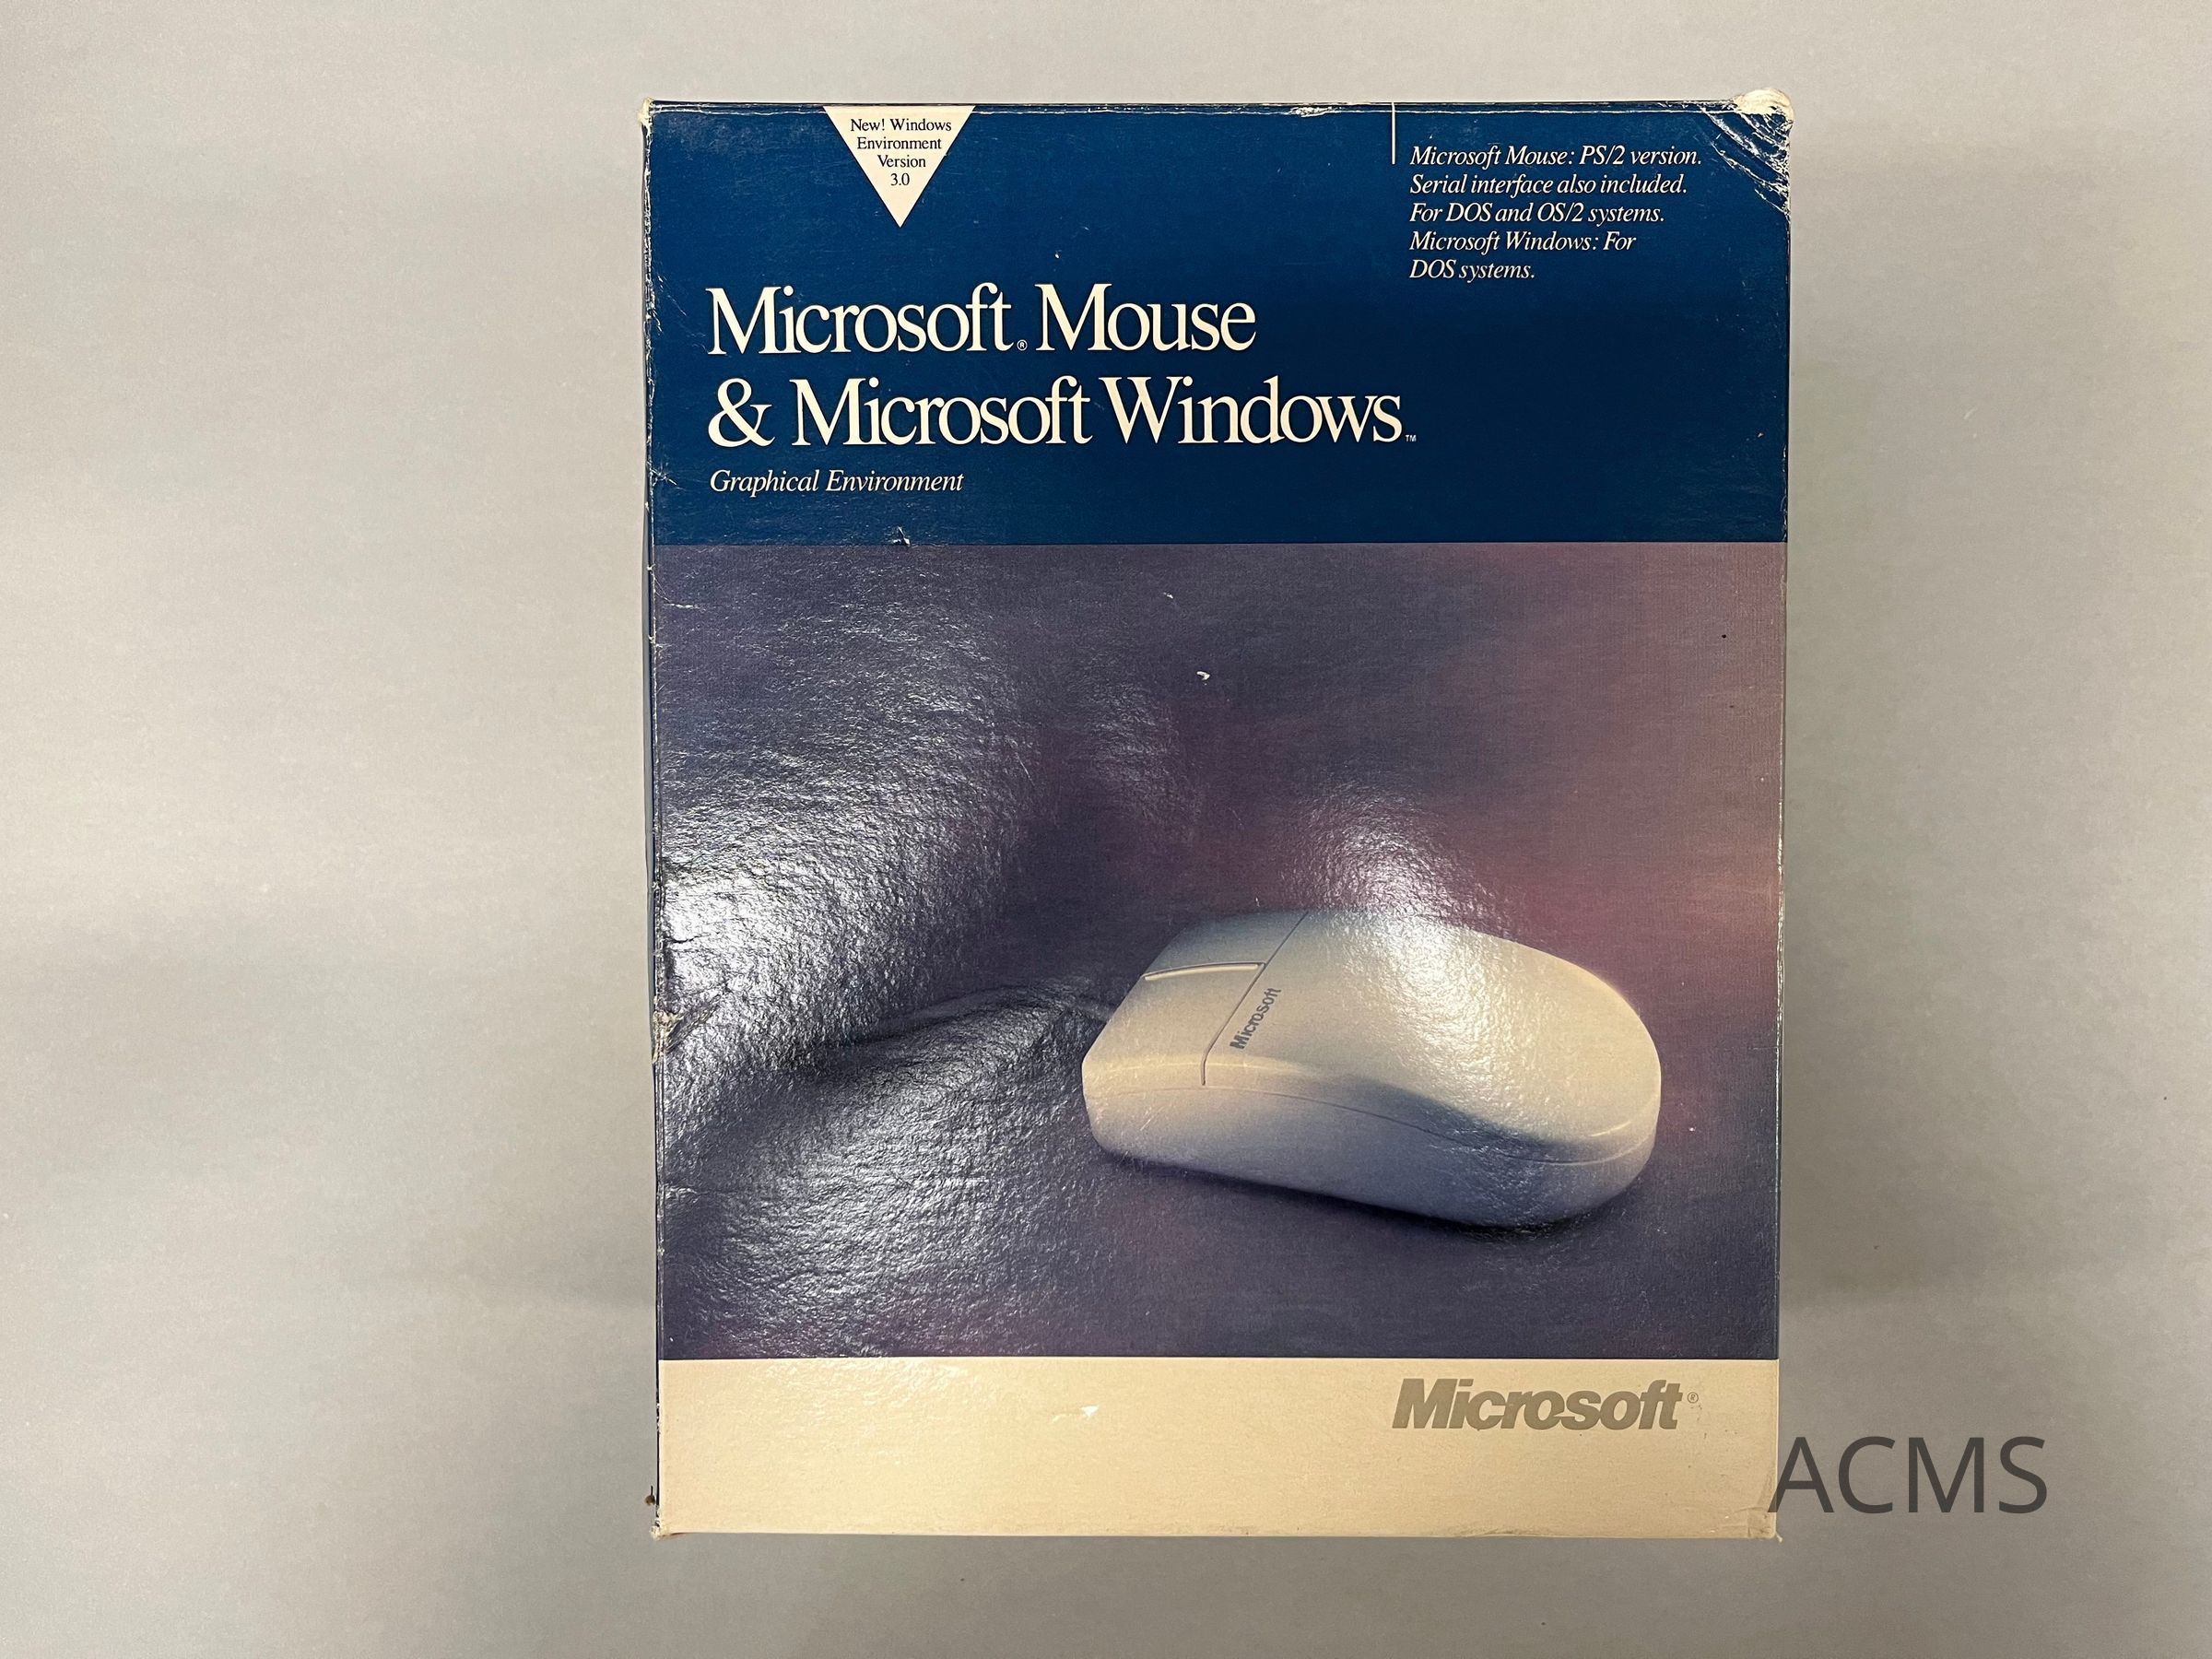 New! Windows
Environment
Version
3.0
Microsoft Mouse: PS/2 version.
Serial interface also included.
For DOS and OS/2 systems.
Microsoft Windows: For
DOS systems.
Microsoft® Mouse
& Microsoft Windows™
Graphical Environment
Microsoft
Microsoft®
ACMS